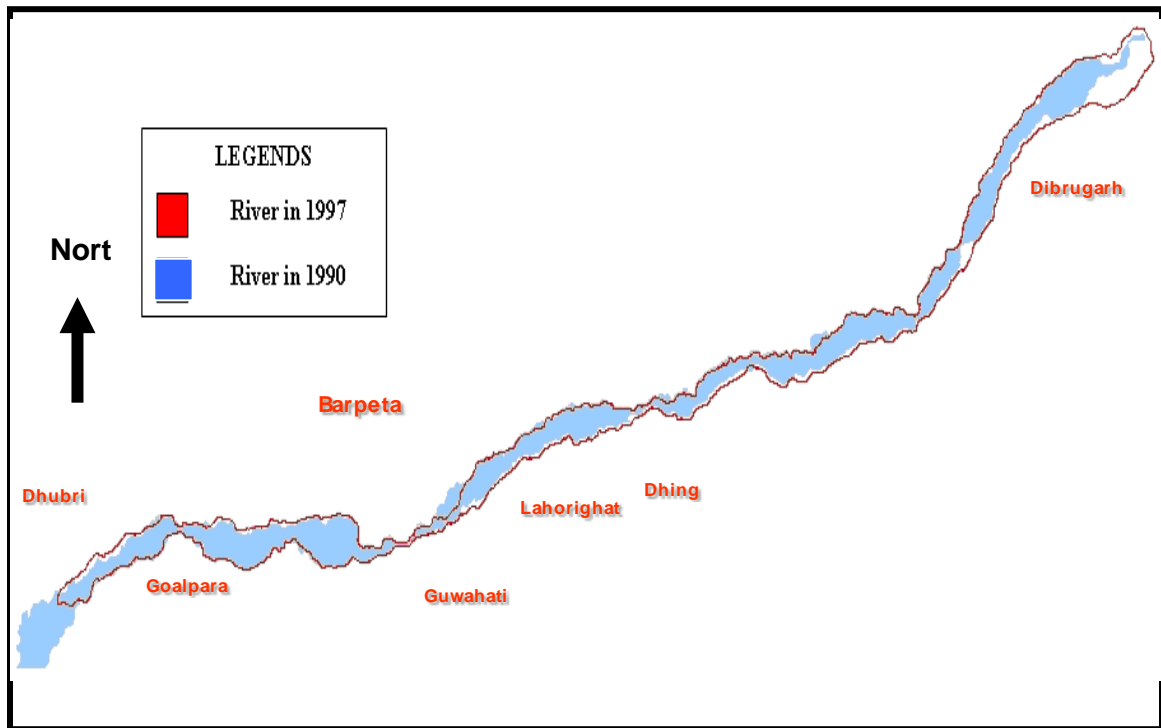 LEGENDS
River in 1997
River in 1990
Nort
Dibrugarh
Barpeta
Dhubri
Dhing
Lahorighat
Goalpara
Guwahati